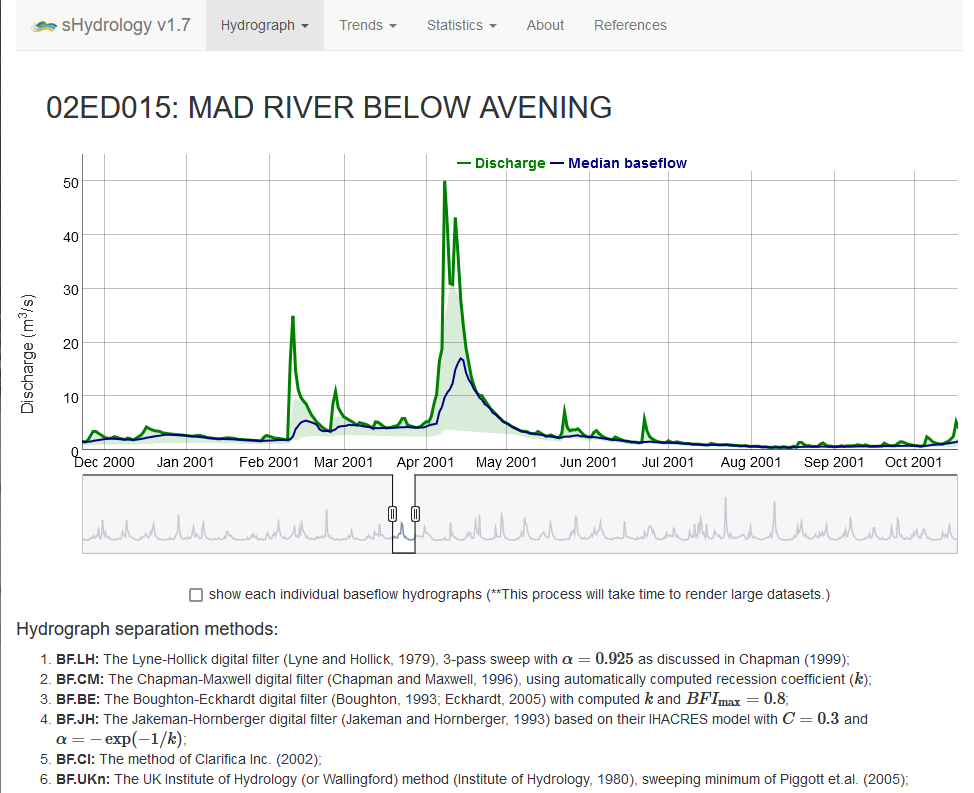 sHydrology v1.7 Hydrograph Trends Statistics About References
02ED015: MAD RIVER BELOW AVENING
Discharge Median baseflow
50
40
30
20
10
0
Discharge (m³/s)
Dec 2000 Jan 2001 Feb 2001 Mar 2001 Apr 2001 May 2001 Jun 2001 Jul 2001 Aug 2001 Sep 2001 Oct 2001
show each individual baseflow hydrographs (**This process will take time to render large datasets.)
Hydrograph separation methods:
1. BF.LH: The Lyne-Hollick digital filter (Lyne and Hollick, 1979), 3-pass sweep with α = 0.925 as discussed in Chapman (1999);
2. BF.CM: The Chapman-Maxwell digital filter (Chapman and Maxwell, 1996), using automatically computed recession coefficient (k);
3. BF.BE: The Boughton-Eckhardt digital filter (Boughton, 1993; Eckhardt, 2005) with computed k and BFImax = 0.8;
4. BF.JH: The Jakeman-Hornberger digital filter (Jakeman and Hornberger, 1993) based on their IHACRES model with C = 0.3 and
α = − exp(−1/k);
5. BF.Cl: The method of Clarifica Inc. (2002);
6. BF.UKn: The UK Institute of Hydrology (or Wallingford) method (Institute of Hydrology, 1980), sweeping minimum of Piggott et.al. (2005);